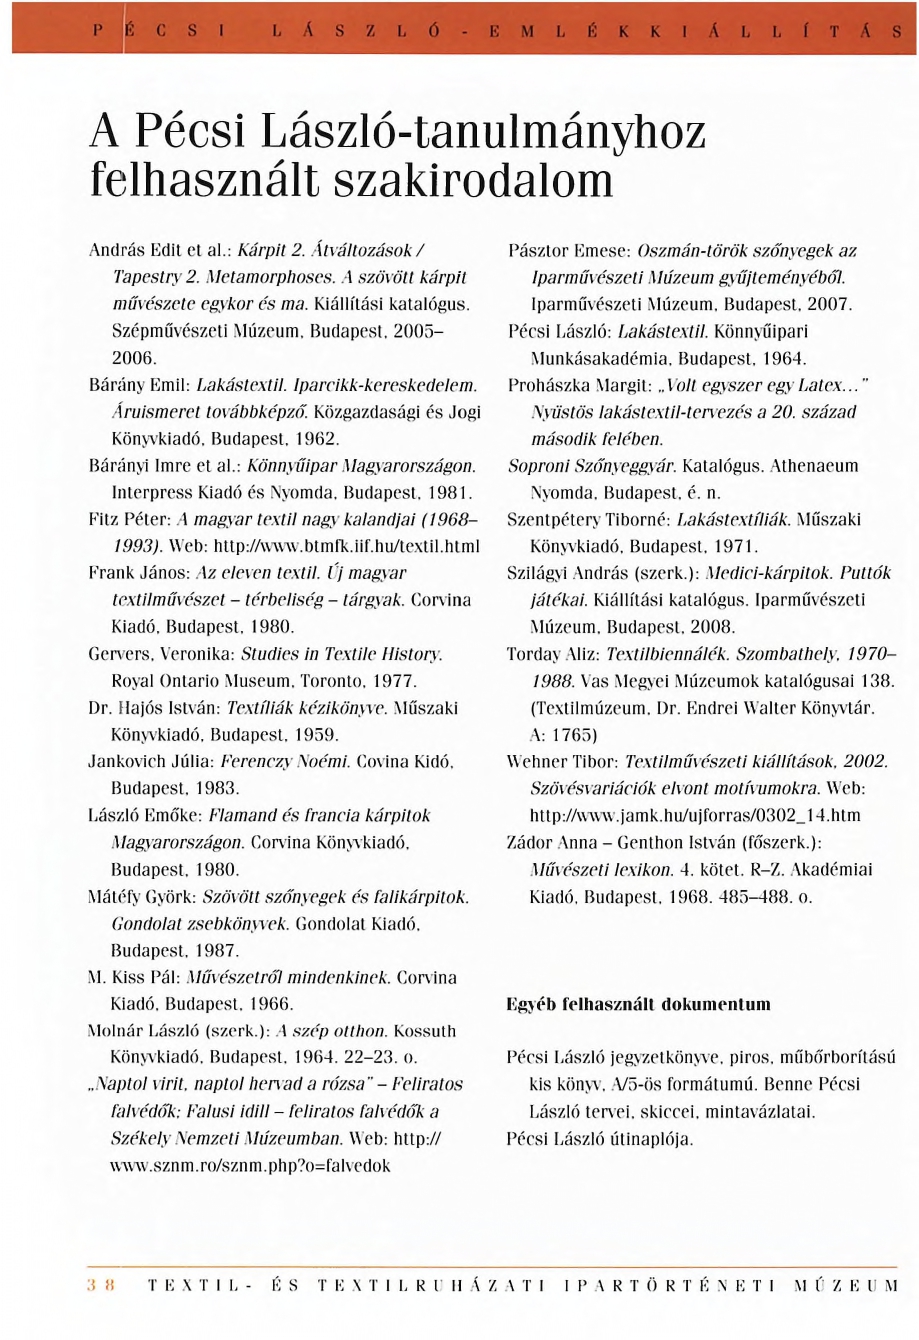 PÉCSI LÁSZLÓ-EMLÉKKIÁLLÍTÁS
A Pécsi László-tanulmányhoz
felhasznált szakirodalom
András Edit et al.: Kárpit 2. Átváltozások /
Tapestry 2. Metamorphoses. A szövött kárpit
művészete egykor és ma. Kiállítási katalógus.
Szépművészeti Múzeum, Budapest, 2005–
2006.
Bárány Emil: Lakástextil. Iparcikk-kereskedelem.
Áruismeret továbbképző. Közgazdasági és Jogi
Könyvkiadó, Budapest, 1962.
Bárányi Imre et al.: Könnyűipar Magyarországon.
Interpress Kiadó és Nyomda, Budapest, 1981.
Fitz Péter: A magyar textil nagy kalandjai (1968–
1993). Web: http://www.btmfk.iif.hu/textil.html
Frank János: Az eleven textil. Új magyar
textilművészet – térbeliség – tárgyak. Corvina
Kiadó, Budapest, 1980.
Gervers, Veronika: Studies in Textile History.
Royal Ontario Museum, Toronto, 1977.
Dr. Hajós István: Textíliák kézikönyve. Műszaki
Könyvkiadó, Budapest, 1959.
Jankovich Júlia: Ferenczy Noémi. Covina Kidó,
Budapest, 1983.
László Emőke: Flamand és francia kárpitok
Magyarországon. Corvina Könyvkiadó,
Budapest, 1980.
Mátéfy Györk: Szövött szőnyegek és falikárpitok.
Gondolat zsebkönyvek. Gondolat Kiadó,
Budapest, 1987.
M. Kiss Pál: Művészetről mindenkinek. Corvina
Kiadó, Budapest, 1966.
Molnár László (szerk.): A szép otthon. Kossuth
Könyvkiadó, Budapest, 1964. 22–23. o.
„Naptol virit, naptol hervad a rózsa" – Feliratos
falvédők; Falusi idill – feliratos falvédők a
Székely Nemzeti Múzeumban. Web: http://
www.sznm.ro/sznm.php?o=falvedok
Pásztor Emese: Oszmán-török szőnyegek az
Iparművészeti Múzeum gyűjteményéből.
Iparművészeti Múzeum, Budapest, 2007.
Pécsi László: Lakástextil. Könnyűipari
Munkásakadémia, Budapest, 1964.
Prohászka Margit: „Volt egyszer egy Latex..."
Nyüstös lakástextil-tervezés a 20. század
második felében.
Soproni Szőnyeggyár. Katalógus. Athenaeum
Nyomda, Budapest, é. n.
Szentpétery Tiborné: Lakástextíliák. Műszaki
Könyvkiadó, Budapest, 1971.
Szilágyi András (szerk.): Medici-kárpitok. Puttók
játékai. Kiállítási katalógus. Iparművészeti
Múzeum, Budapest, 2008.
Torday Aliz: Textilbiennálék. Szombathely, 1970–
1988. Vas Megyei Múzeumok katalógusai 138.
(Textilmúzeum, Dr. Endrei Walter Könyvtár.
A: 1765)
Wehner Tibor: Textilművészeti kiállítások, 2002.
Szövésvariációk elvont motívumokra. Web:
http://www.jamk.hu/ujforras/0302_14.htm
Zádor Anna – Genthon István (főszerk.):
Művészeti lexikon. 4. kötet. R–Z. Akadémiai
Kiadó, Budapest, 1968. 485–488. o.
Egyéb felhasznált dokumentum
Pécsi László jegyzetkönyve, piros, műbőrborítású
kis könyv, A/5-ös formátumú. Benne Pécsi
László tervei, skiccei, mintavázlatai.
Pécsi László útinaplója.
38 TEXTIL- ÉS TEXTILRUHÁZATI IPARTÖRTÉNETI MÚZEUM